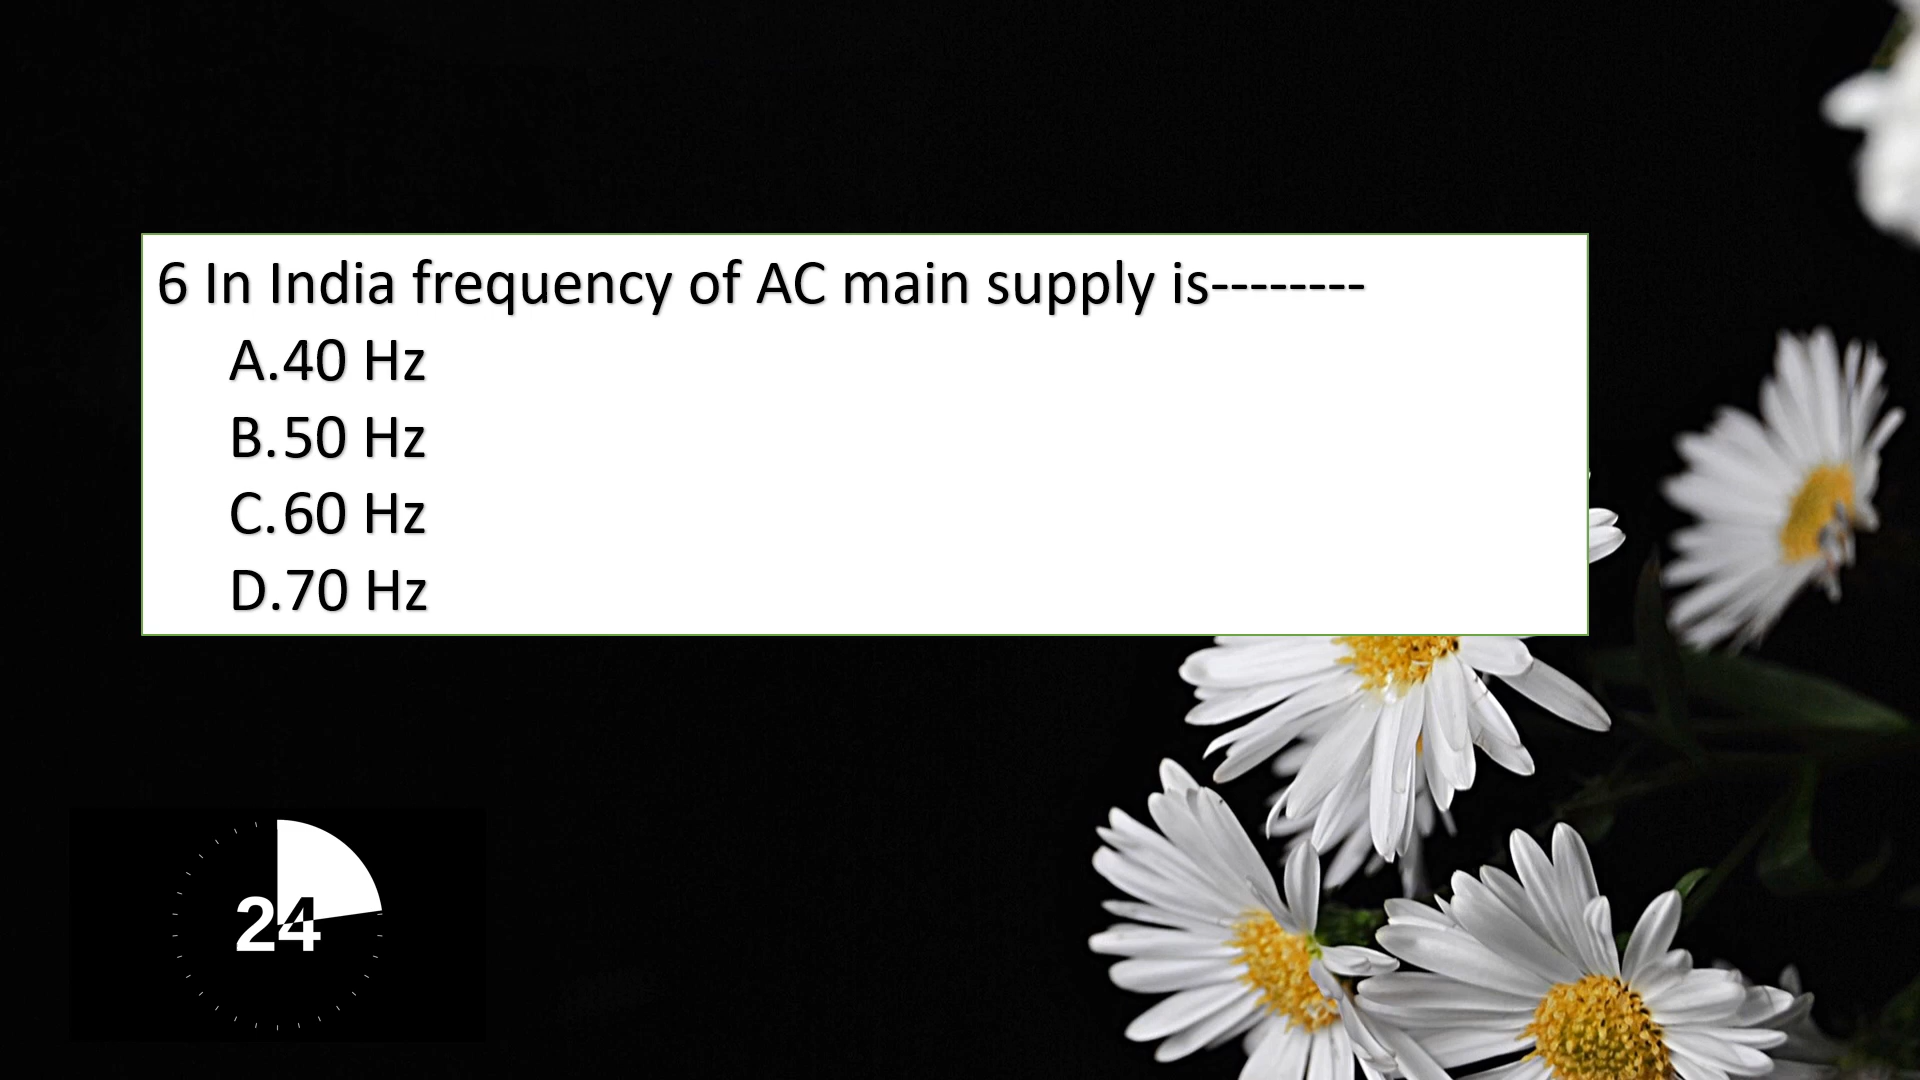 6 In India frequency of AC main supply is--------
A.40 Hz
B.50 Hz
C.60 Hz
D.70 Hz
24